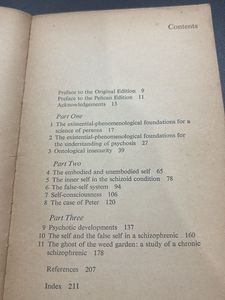 Contents
Preface to the Original Edition 9
Preface to the Pelican Edition 11
Acknowledgements 13
Part One
1 The existential-phenomenological foundations for a
science of persons 17
2 The existential-phenomenological foundations for
the understanding of psychosis 27
3 Ontological insecurity 39
Part Two
4 The embodied and unembodied self 65
5 The inner self in the schizoid condition 78
6 The false-self system 94
7 Self-consciousness 106
8 The case of Peter 120
Part Three
9 Psychotic developments 137
10 The self and the false self in a schizophrenic 160
11 The ghost of the weed garden: a study of a chronic
schizophrenic 178
References 207
Index 211